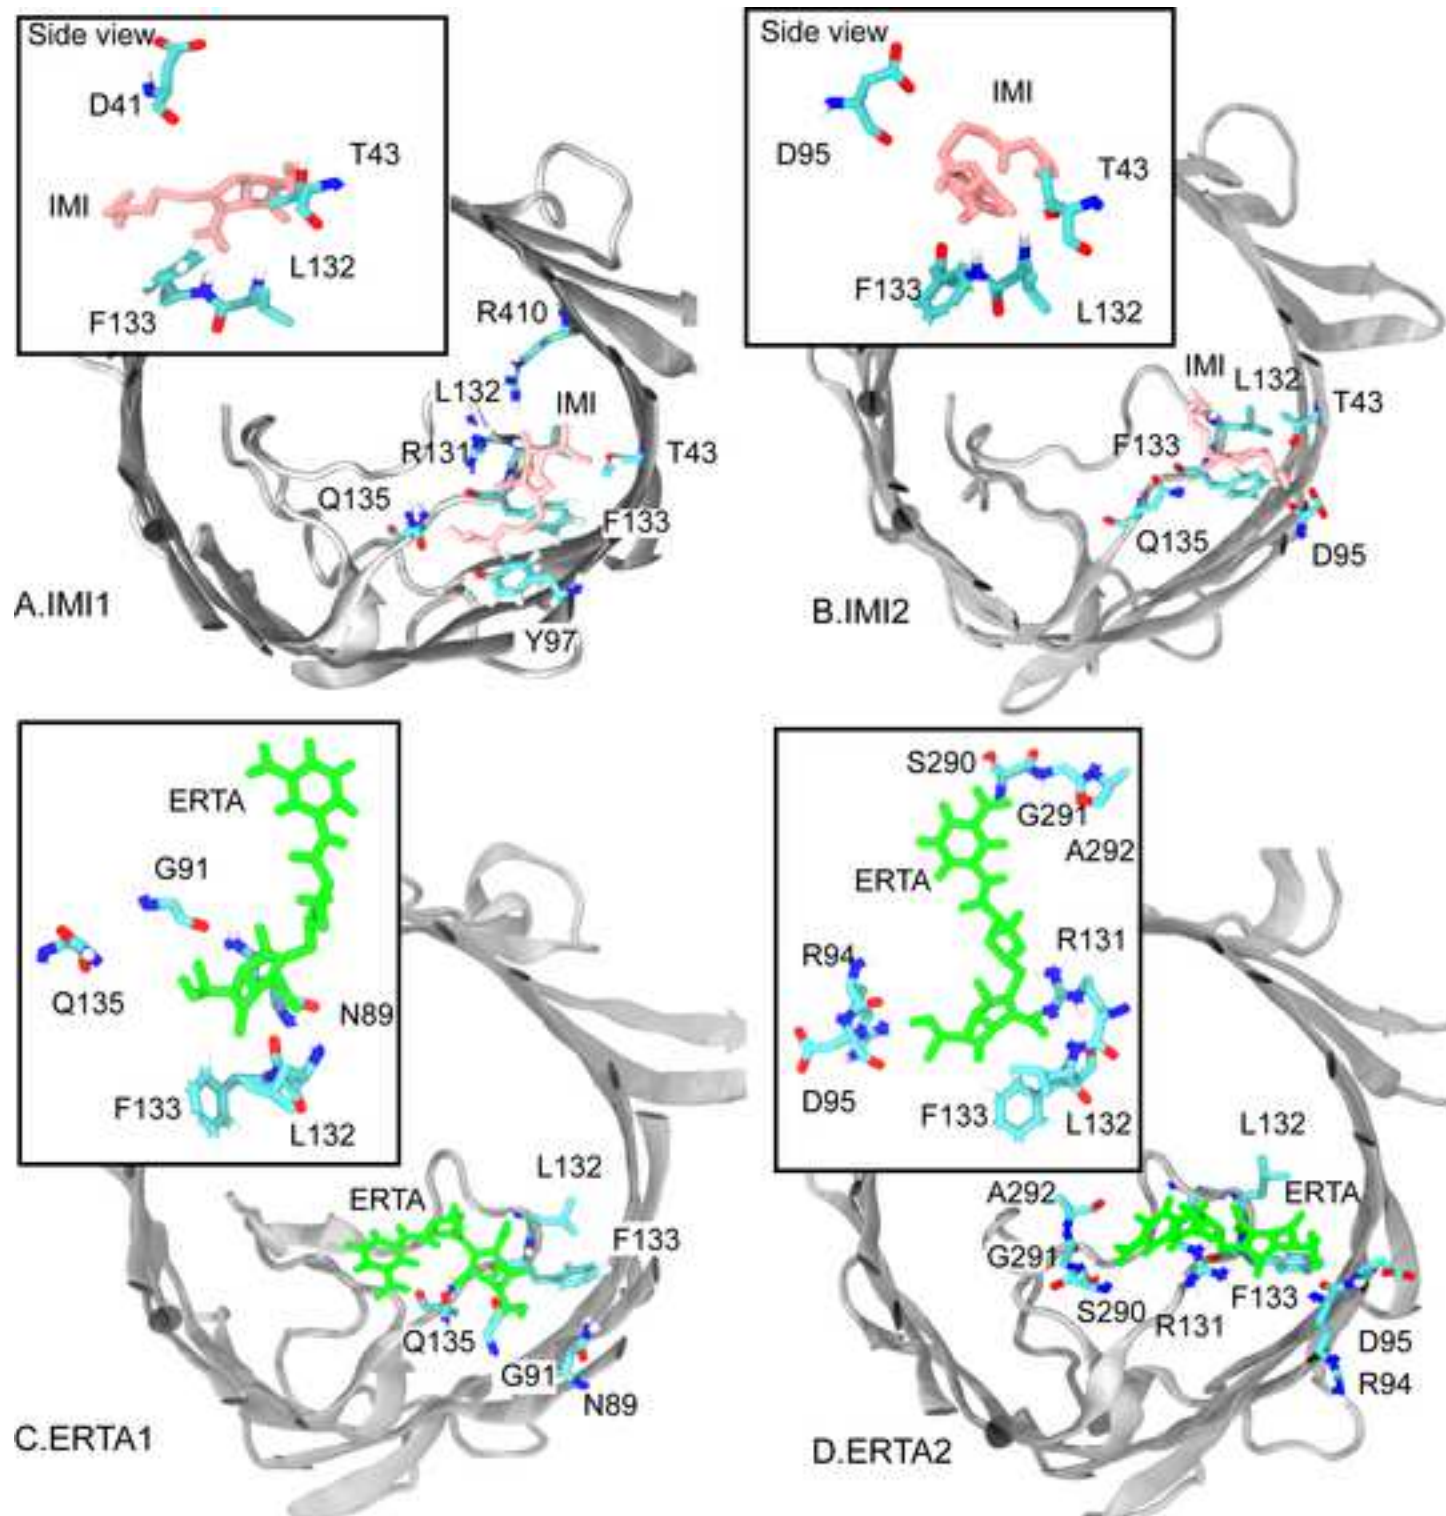 Side view
D41
T43
IMI
L132
F133
R410
L132
IMI
R131
T43
Q135
F133
A.IMI1
Y97
Side view
IMI
D95
T43
F133
L132
IMI
L132
T43
F133
Q135
D95
B.IMI2
ERTA
G91
Q135
N89
F133
L132
L132
ERTA
F133
Q135
G91
N89
C.ERTA1
S290
G291
A292
ERTA
R131
R94
D95
F133
L132
L132
A292
ERTA
G291
S290
F133
R131
D95
R94
D.ERTA2